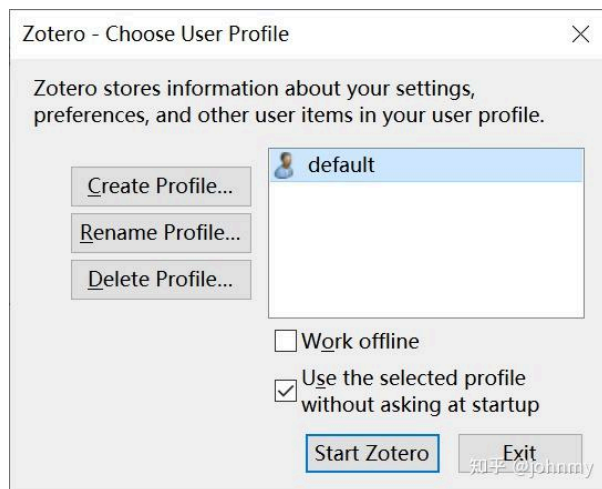 Zotero - Choose User Profile
Zotero stores information about your settings,
preferences, and other user items in your user profile.
default
Create Profile...
Rename Profile...
Delete Profile...
Work offline
Use the selected profile
without asking at startup
Start Zotero
Exit
知乎 @johnmy